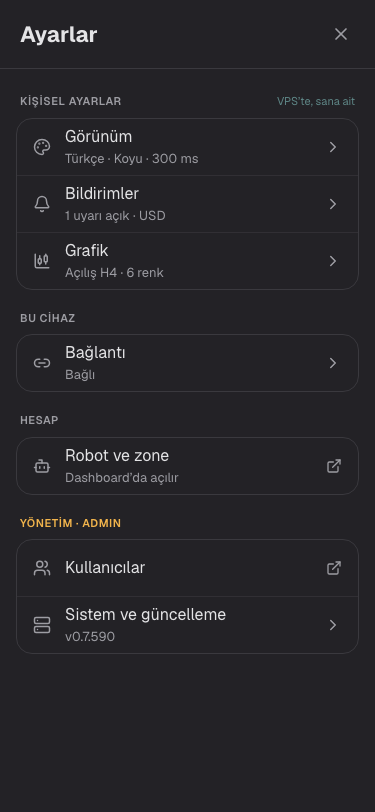 Ayarlar
KİŞİSEL AYARLAR
VPS'te, sana ait
Görünüm
Türkçe · Koyu · 300 ms
Bildirimler
1 uyarı açık · USD
Grafik
Açılış H4 · 6 renk
BU CİHAZ
Bağlantı
Bağlı
HESAP
Robot ve zone
Dashboard'da açılır
YÖNETİM · ADMIN
Kullanıcılar
Sistem ve güncelleme
v0.7.590